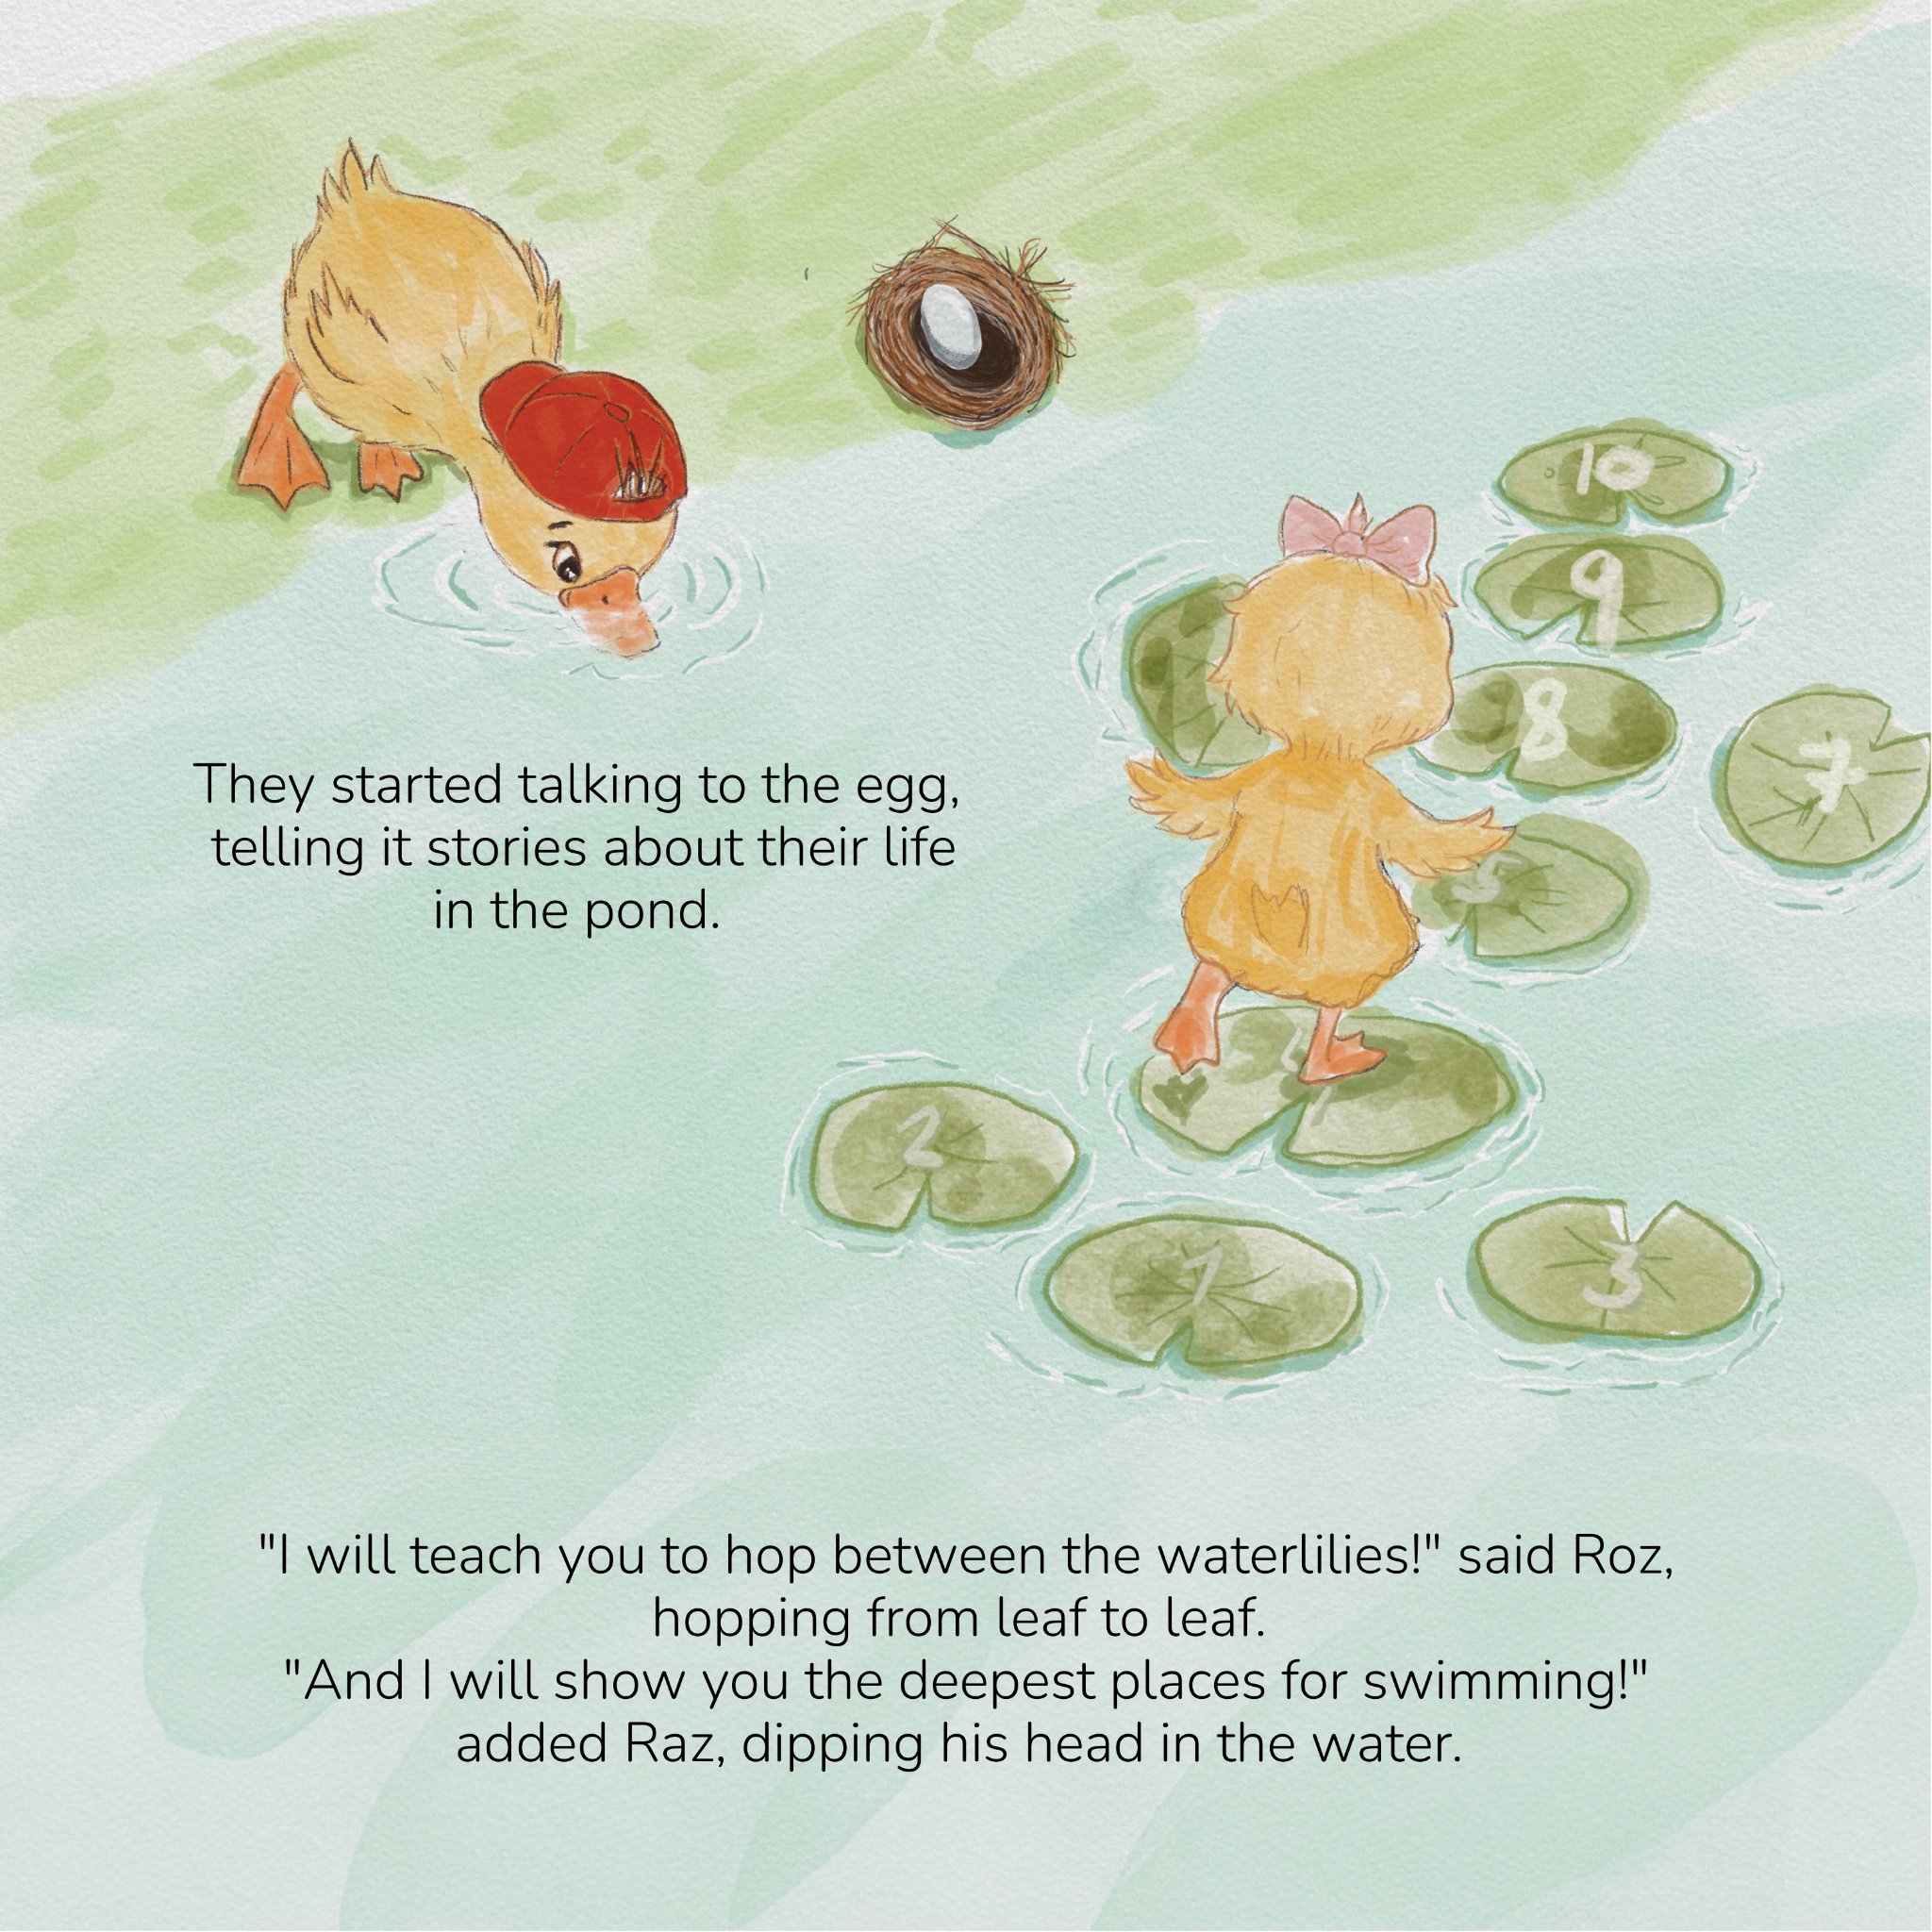 10
9
8
7
5
They started talking to the egg,
telling it stories about their life
in the pond.
2
1
3
"I will teach you to hop between the waterlilies!" said Roz,
hopping from leaf to leaf.
"And I will show you the deepest places for swimming!"
added Raz, dipping his head in the water.